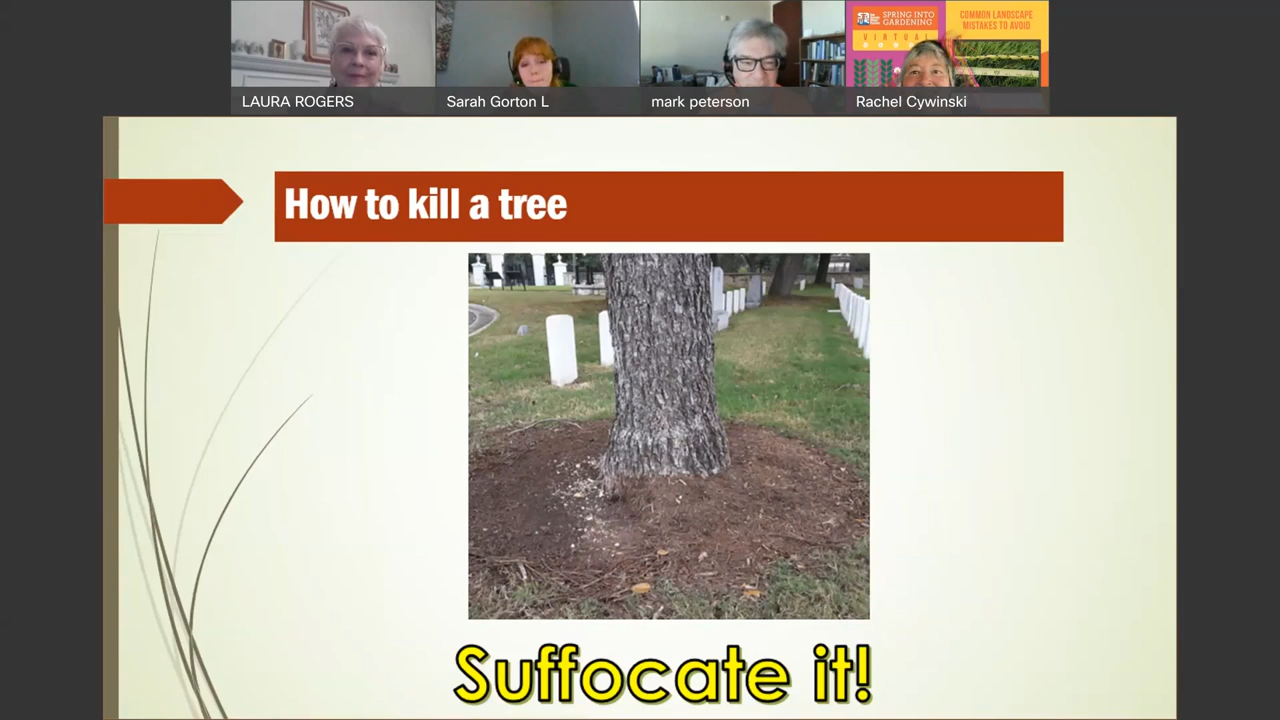 SPRING INTO
GARDENING
VIRTUAL
COMMON LANDSCAPE
MISTAKES TO AVOID
LAURA ROGERS
Sarah Gorton L
mark peterson
Rachel Cywinski
How to kill a tree
Suffocate it!